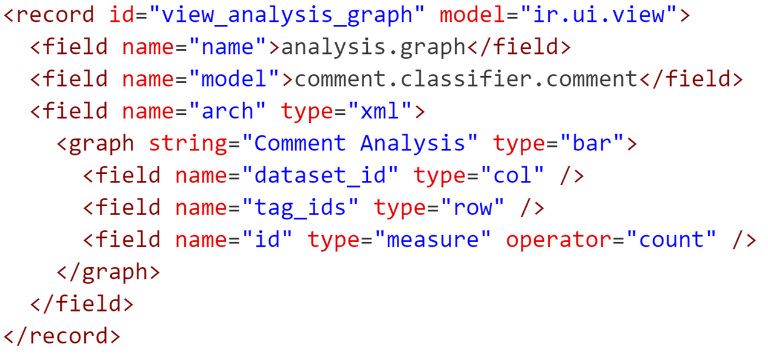 <record id="view_analysis_graph" model="ir.ui.view">
  <field name="name">analysis.graph</field>
  <field name="model">comment.classifier.comment</field>
  <field name="arch" type="xml">
    <graph string="Comment Analysis" type="bar">
      <field name="dataset_id" type="col" />
      <field name="tag_ids" type="row" />
      <field name="id" type="measure" operator="count" />
    </graph>
  </field>
</record>